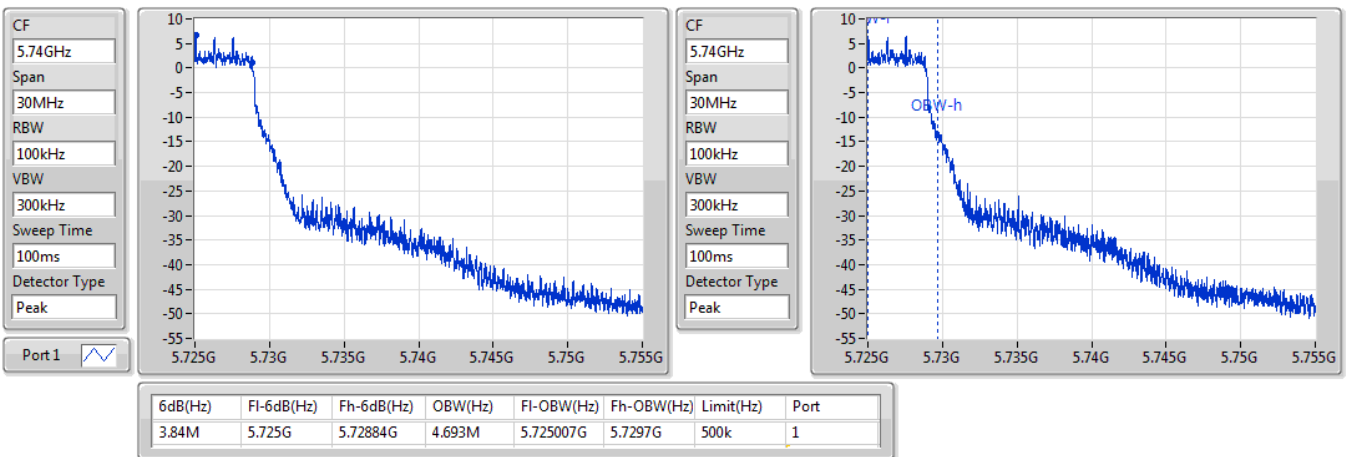 CF
5.74GHz
Span
30MHz
RBW
100kHz
VBW
300kHz
Sweep Time
100ms
Detector Type
Peak
Port 1
10
5
0
-5
-10
-15
-20
-25
-30
-35
-40
-45
-50
-55
5.725G 5.73G 5.735G 5.74G 5.745G 5.75G 5.755G
CF
5.74GHz
Span
30MHz
RBW
100kHz
VBW
300kHz
Sweep Time
100ms
Detector Type
Peak
10
5
0
-5
-10
-15
-20
-25
-30
-35
-40
-45
-50
-55
OBW-h
5.725G 5.73G 5.735G 5.74G 5.745G 5.75G 5.755G
6dB(Hz) Fl-6dB(Hz) Fh-6dB(Hz) OBW(Hz) Fl-OBW(Hz) Fh-OBW(Hz) Limit(Hz) Port
3.84M 5.725G 5.72884G 4.693M 5.725007G 5.7297G 500k 1